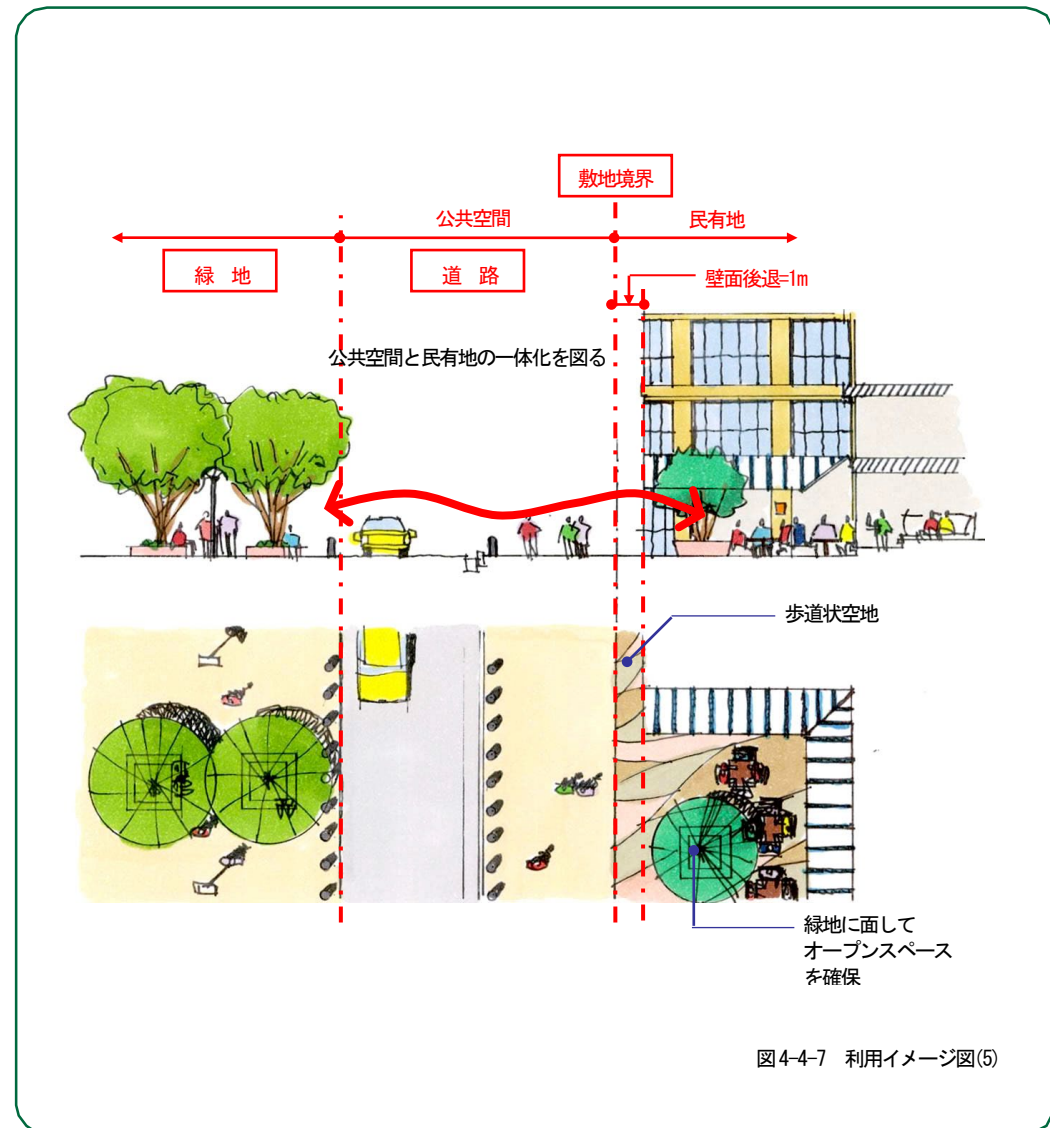 敷地境界
公共空間
民有地
緑 地
道 路
壁面後退=1m
公共空間と民有地の一体化を図る
歩道状空地
緑地に面して
オープンスペース
を確保
図4-4-7 利用イメージ図(5)